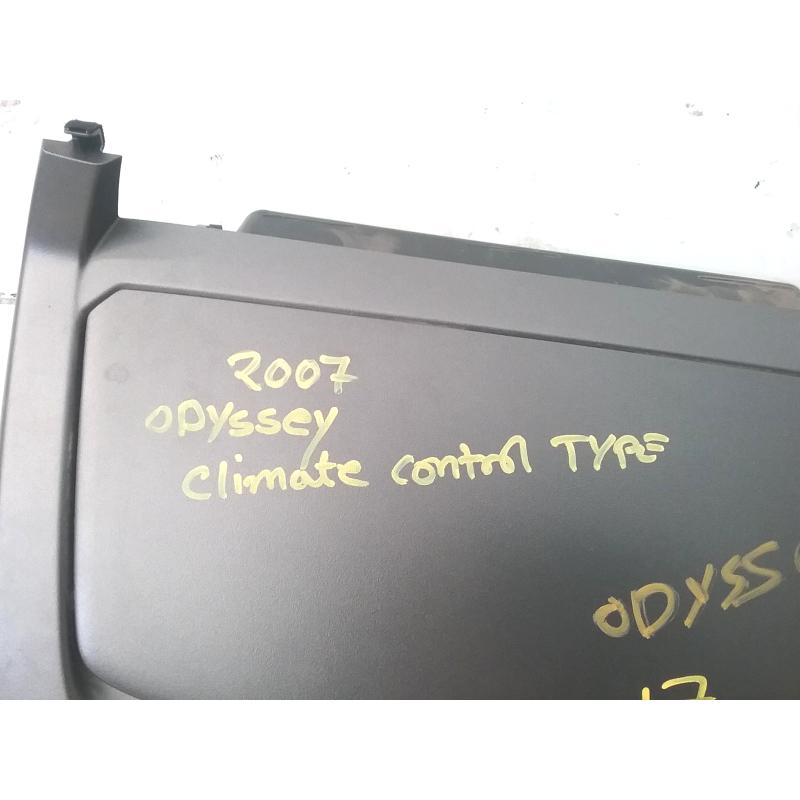 2007
ODYSSEY
climate control TYPE
ODYSS